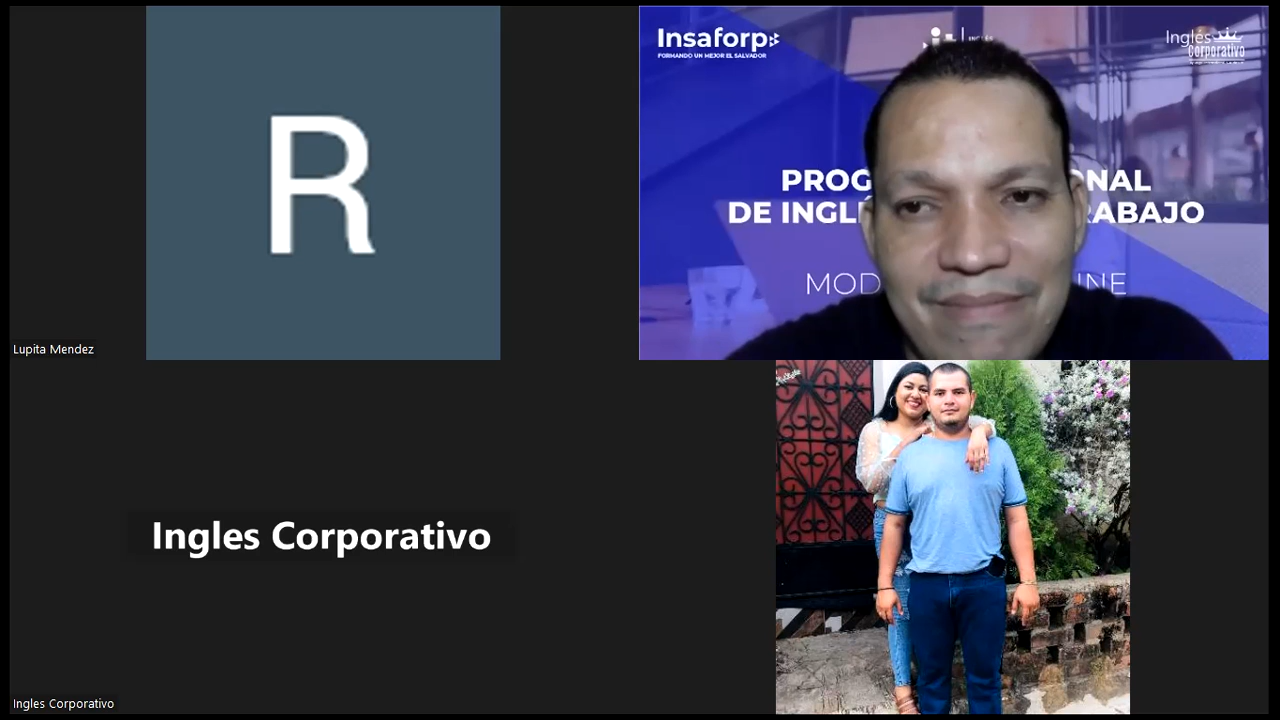 R
Lupita Mendez
Insaforp
FORMANDO UN MEJOR EL SALVADOR
Inglés
Corporativo
PROG NAL
DE INGL RABAJO
MOD INE
Ingles Corporativo
Ingles Corporativo